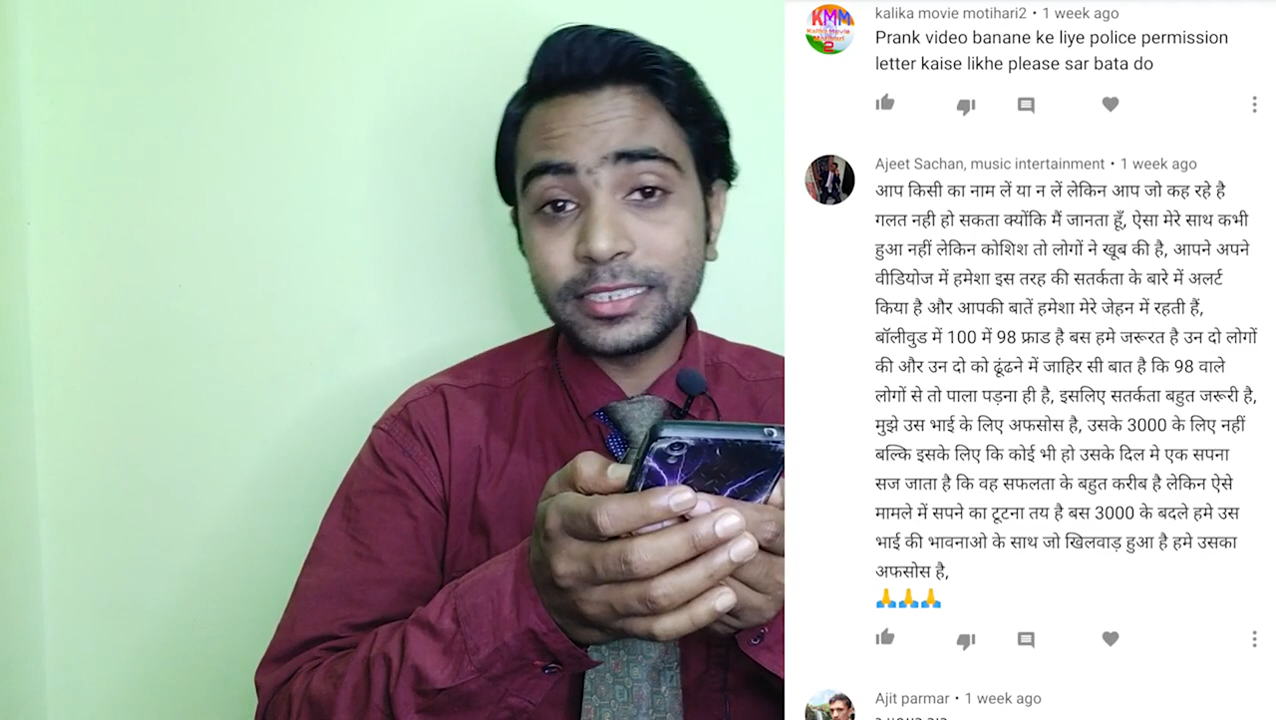 KMM
Kalika Movie
Motihari
2
kalika movie motihari2 • 1 week ago
Prank video banane ke liye police permission
letter kaise likhe please sar bata do
Ajeet Sachan, music intertainment • 1 week ago
आप किसी का नाम लें या न लें लेकिन आप जो कह रहे है
गलत नही हो सकता क्योंकि मैं जानता हूँ, ऐसा मेरे साथ कभी
हुआ नहीं लेकिन कोशिश तो लोगों ने खूब की है, आपने अपने
वीडियोज में हमेशा इस तरह की सतर्कता के बारे में अलर्ट
किया है और आपकी बातें हमेशा मेरे जेहन में रहती हैं,
बॉलीवुड में 100 में 98 फ्राड है बस हमे जरूरत है उन दो लोगों
की और उन दो को ढूंढने में जाहिर सी बात है कि 98 वाले
लोगों से तो पाला पड़ना ही है, इसलिए सतर्कता बहुत जरूरी है,
मुझे उस भाई के लिए अफसोस है, उसके 3000 के लिए नहीं
बल्कि इसके लिए कि कोई भी हो उसके दिल मे एक सपना
सज जाता है कि वह सफलता के बहुत करीब है लेकिन ऐसे
मामले में सपने का टूटना तय है बस 3000 के बदले हमे उस
भाई की भावनाओ के साथ जो खिलवाड़ हुआ है हमे उसका
अफसोस है,
🙏🙏🙏
Ajit parmar • 1 week ago